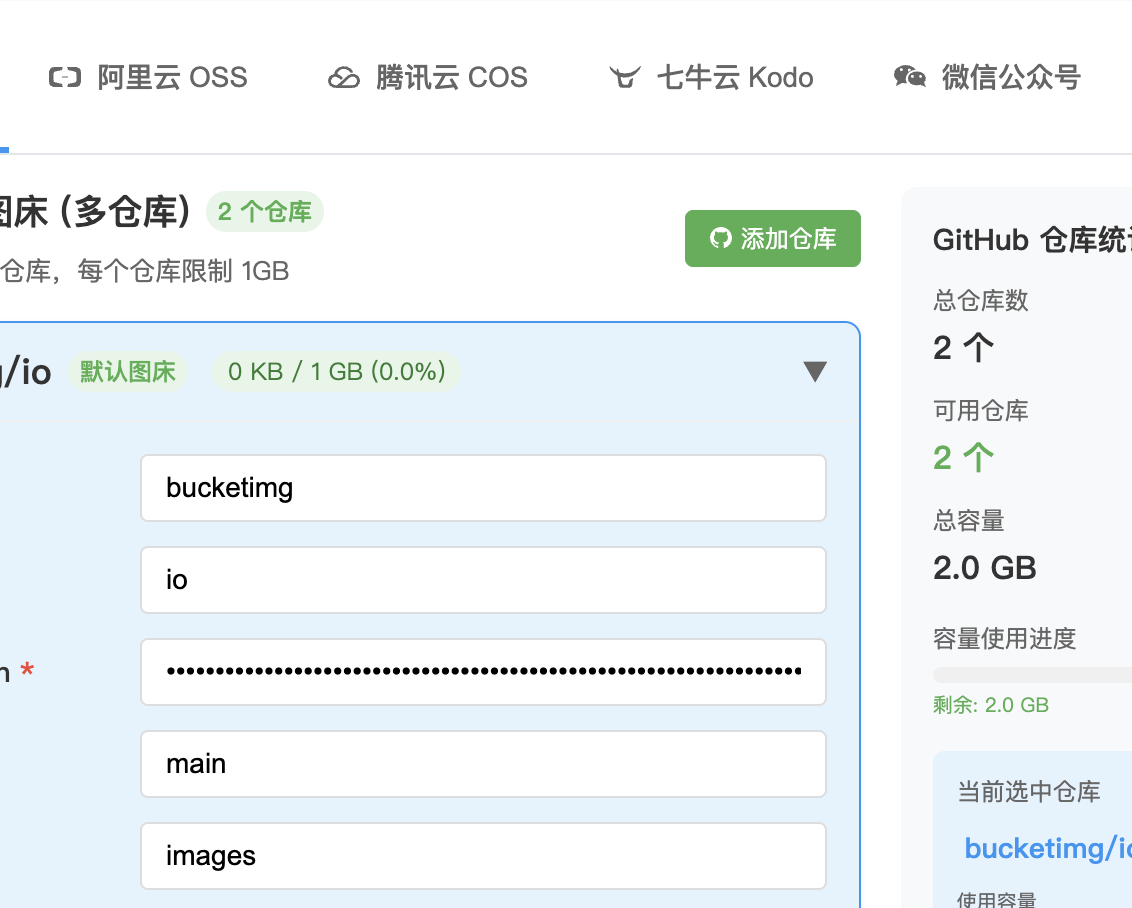 阿里云 OSS
腾讯云 COS
七牛云 Kodo
微信公众号
图床 (多仓库)
2 个仓库
仓库，每个仓库限制 1GB
添加仓库
g/io
默认图床
0 KB / 1 GB (0.0%)
▼
bucketimg
io
n *
••••••••••••••••••••••••••••••••••••••••••••••••••••••••••••••••
main
images
GitHub 仓库统计
总仓库数
2 个
可用仓库
2 个
总容量
2.0 GB
容量使用进度
剩余: 2.0 GB
当前选中仓库
bucketimg/io
使用容量